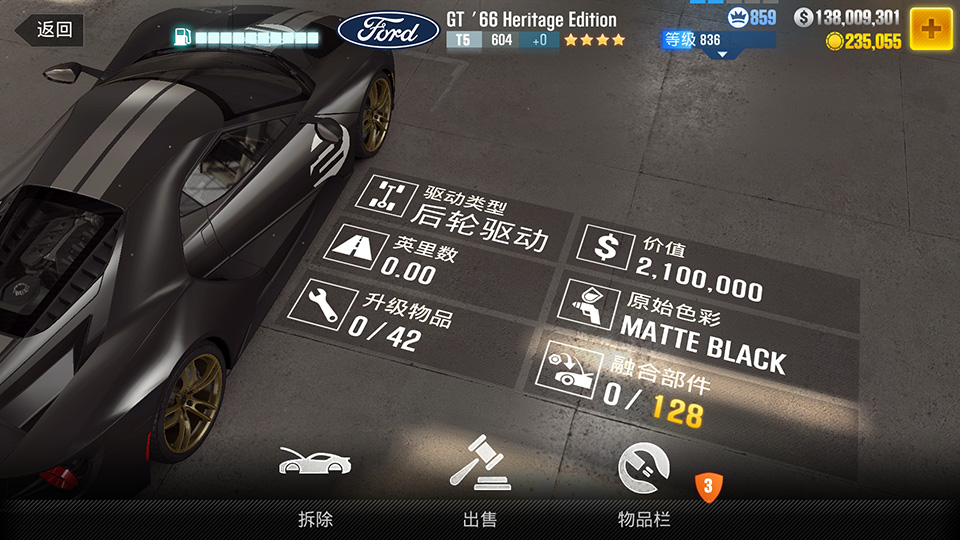 返回
Ford
GT ´66 Heritage Edition
T5 604 +0
859
138,009,301
等级 836
235,055
驱动类型
后轮驱动
英里数
0.00
升级物品
0/42
价值
2,100,000
原始色彩
MATTE BLACK
融合部件
0/128
拆除
出售
物品栏
3